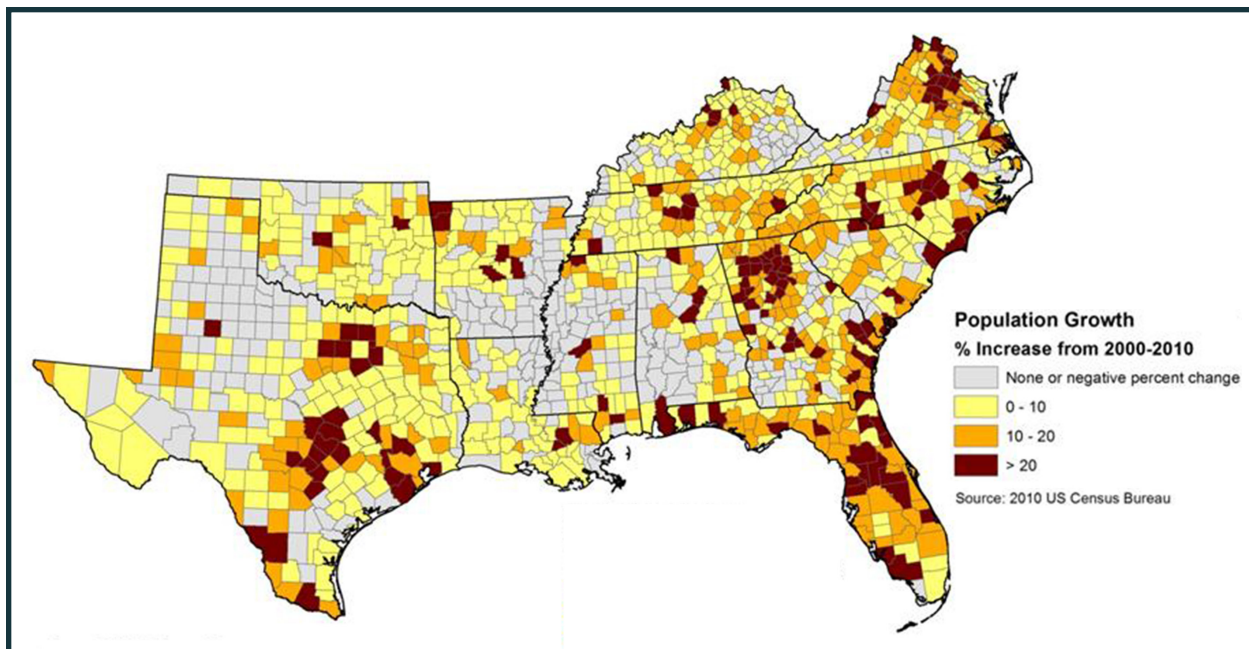 Population Growth
% Increase from 2000-2010
None or negative percent change
0 - 10
10 - 20
> 20
Source: 2010 US Census Bureau